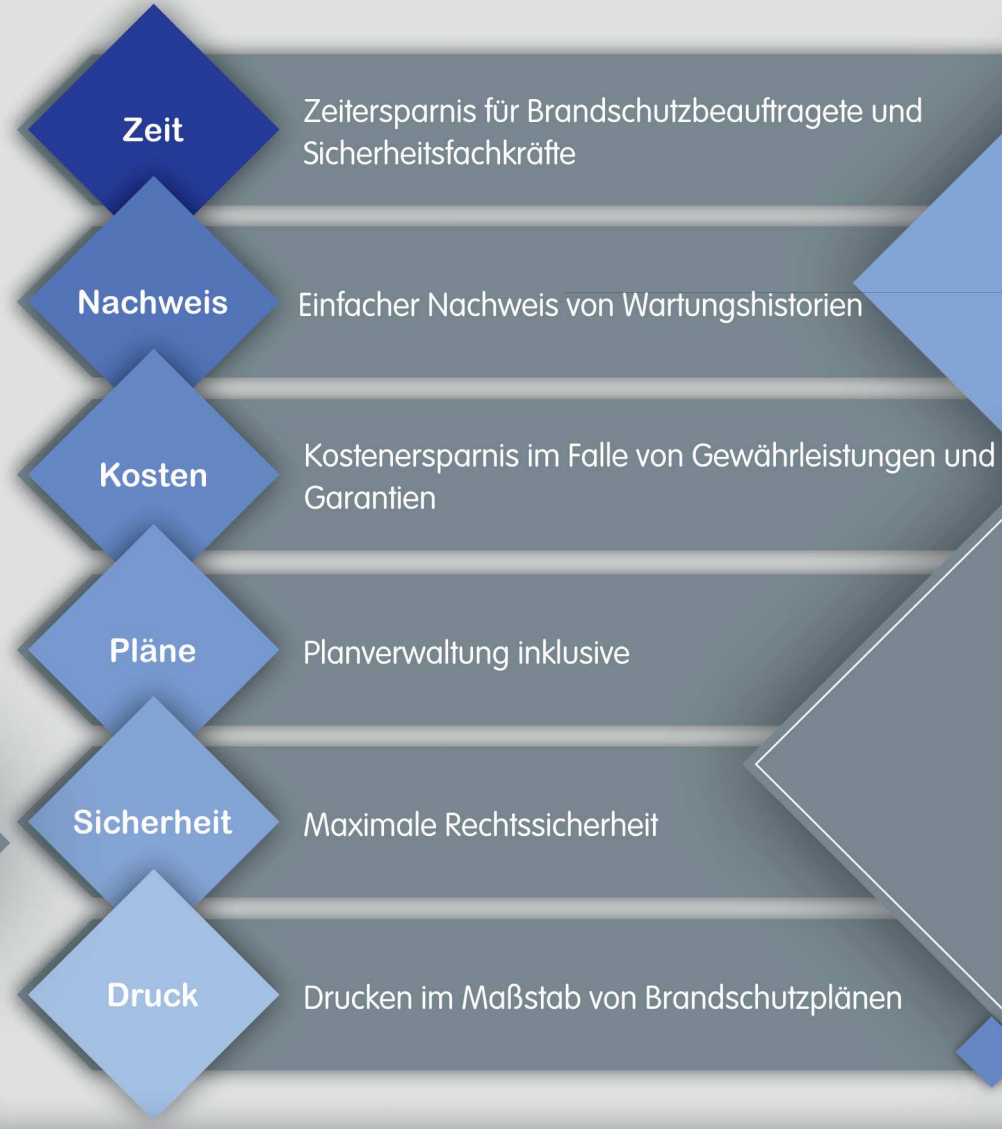 Zeit
Zeitersparnis für Brandschutzbeauftragete und
Sicherheitsfachkräfte
Nachweis
Einfacher Nachweis von Wartungshistorien
Kosten
Kostenersparnis im Falle von Gewährleistungen und
Garantien
Pläne
Planverwaltung inklusive
Sicherheit
Maximale Rechtssicherheit
Druck
Drucken im Maßstab von Brandschutzplänen